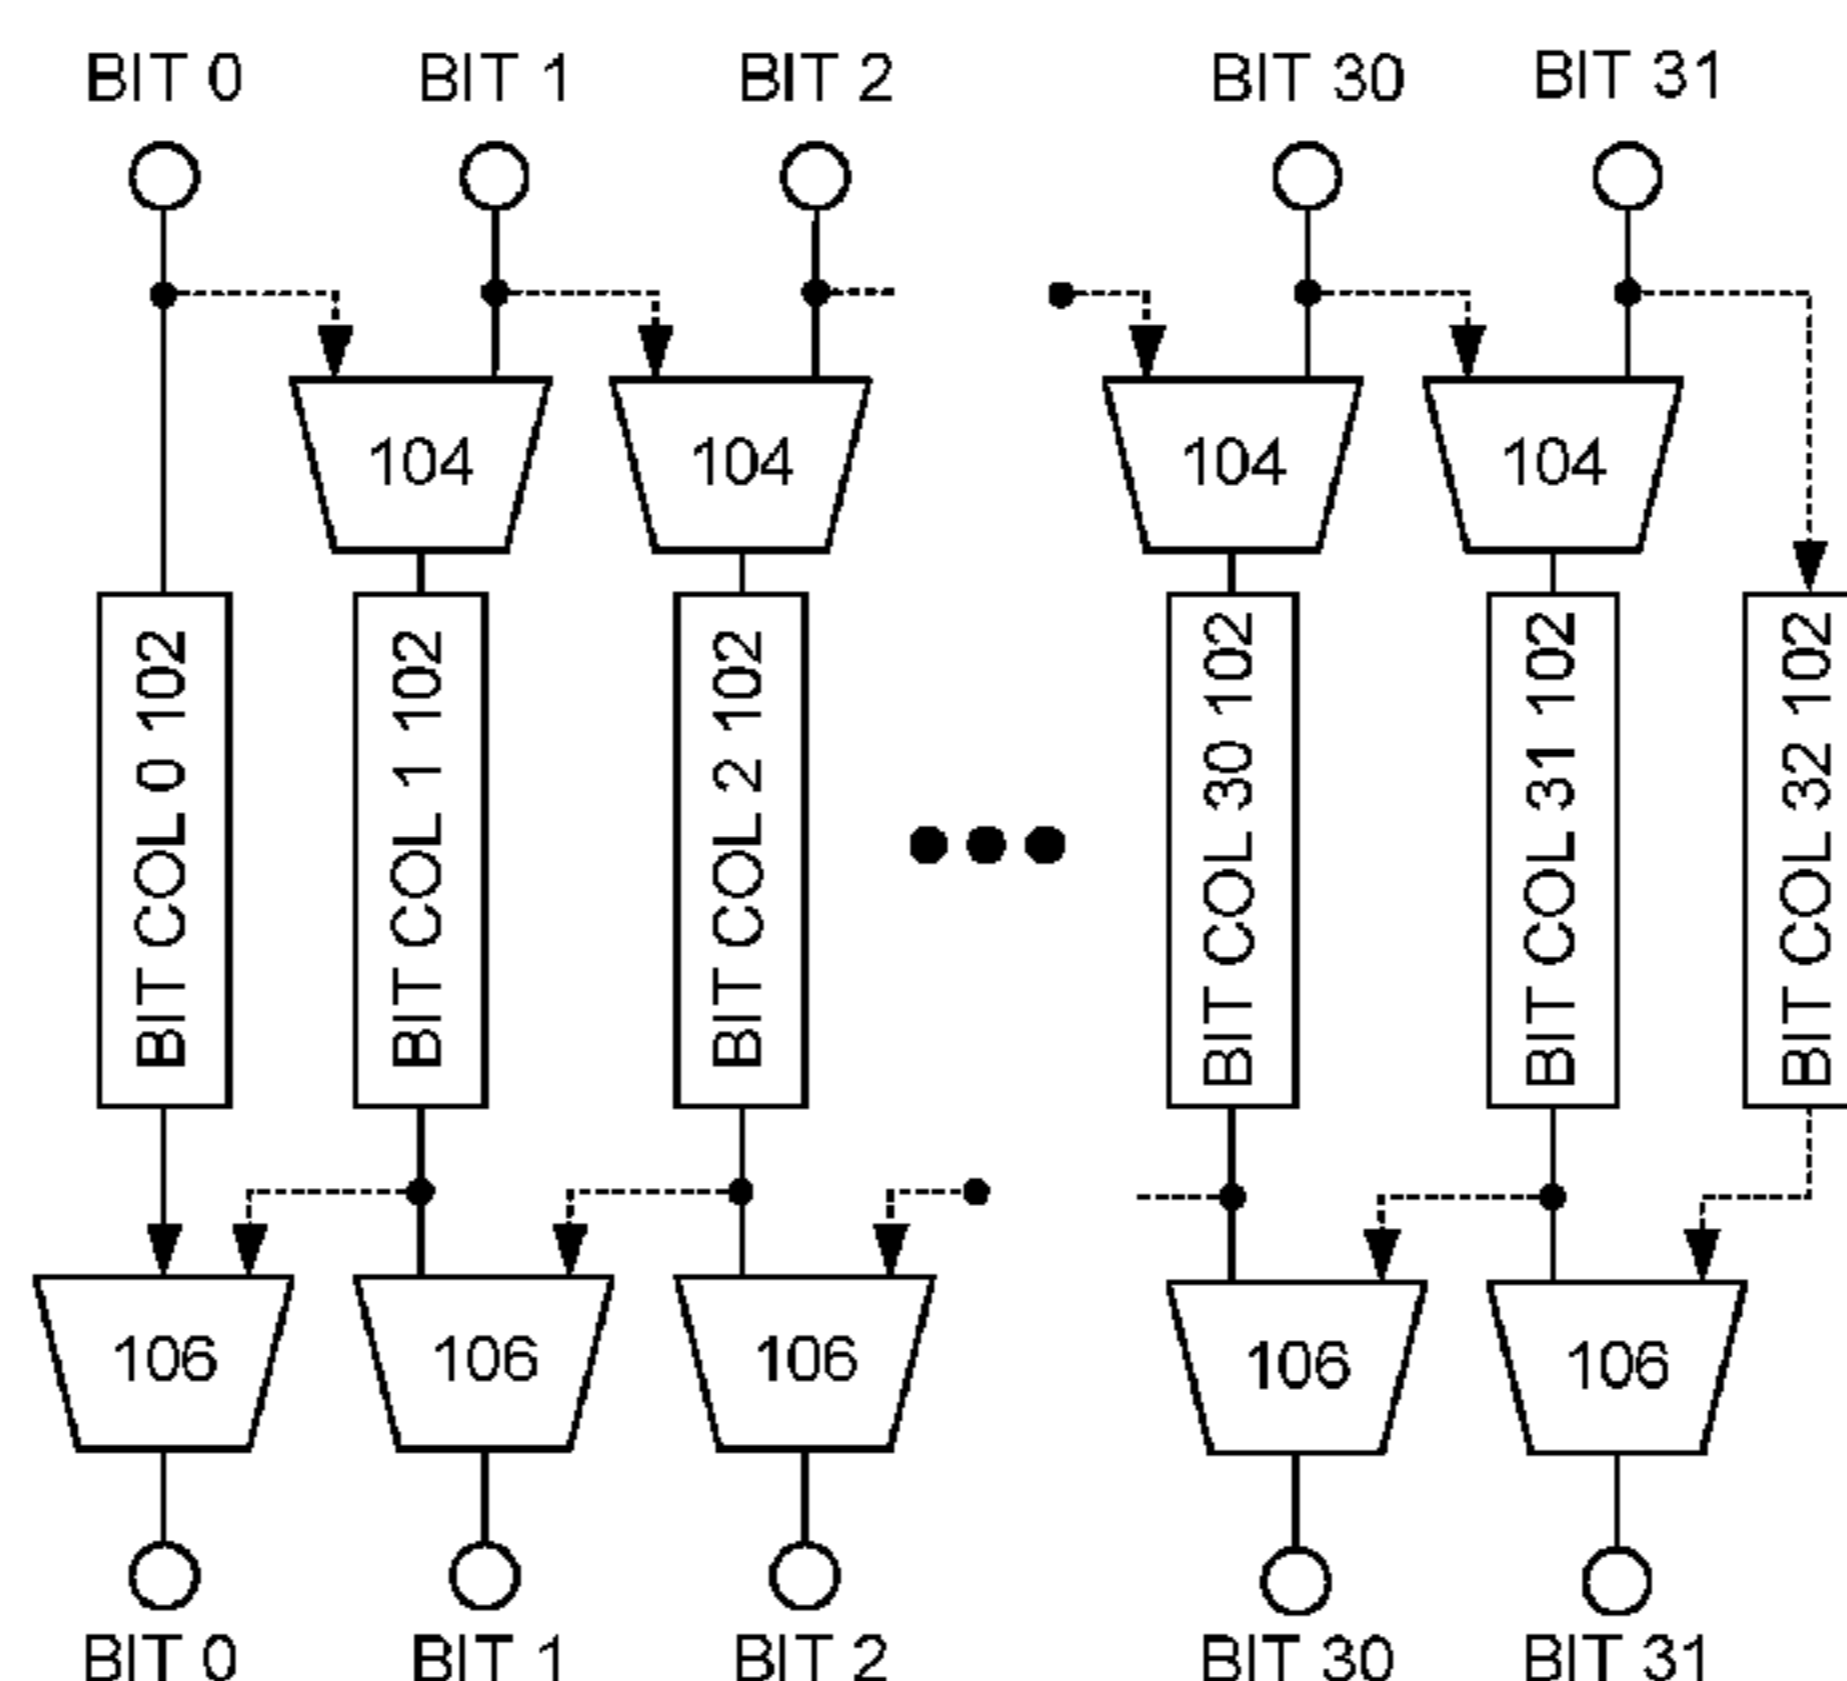 BIT 0 BIT 1 BIT 2 BIT 30 BIT 31
104 104 104 104
BIT COL 0 102
BIT COL 1 102
BIT COL 2 102
BIT COL 30 102
BIT COL 31 102
BIT COL 32 102
106 106 106 106 106
BIT 0 BIT 1 BIT 2 BIT 30 BIT 31